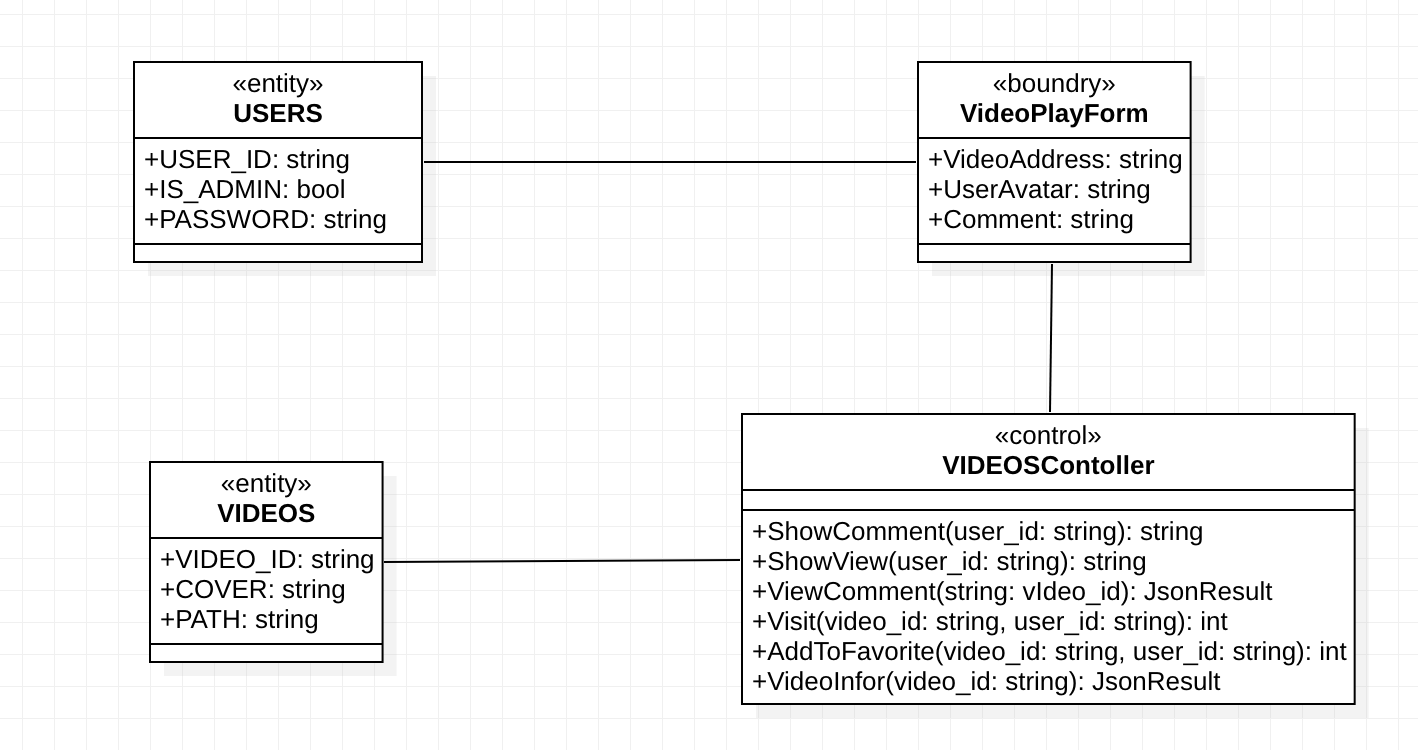 «entity»
USERS
+USER_ID: string
+IS_ADMIN: bool
+PASSWORD: string
«boundry»
VideoPlayForm
+VideoAddress: string
+UserAvatar: string
+Comment: string
«entity»
VIDEOS
+VIDEO_ID: string
+COVER: string
+PATH: string
«control»
VIDEOSContoller
+ShowComment(user_id: string): string
+ShowView(user_id: string): string
+ViewComment(string: vIdeo_id): JsonResult
+Visit(video_id: string, user_id: string): int
+AddToFavorite(video_id: string, user_id: string): int
+VideoInfor(video_id: string): JsonResult